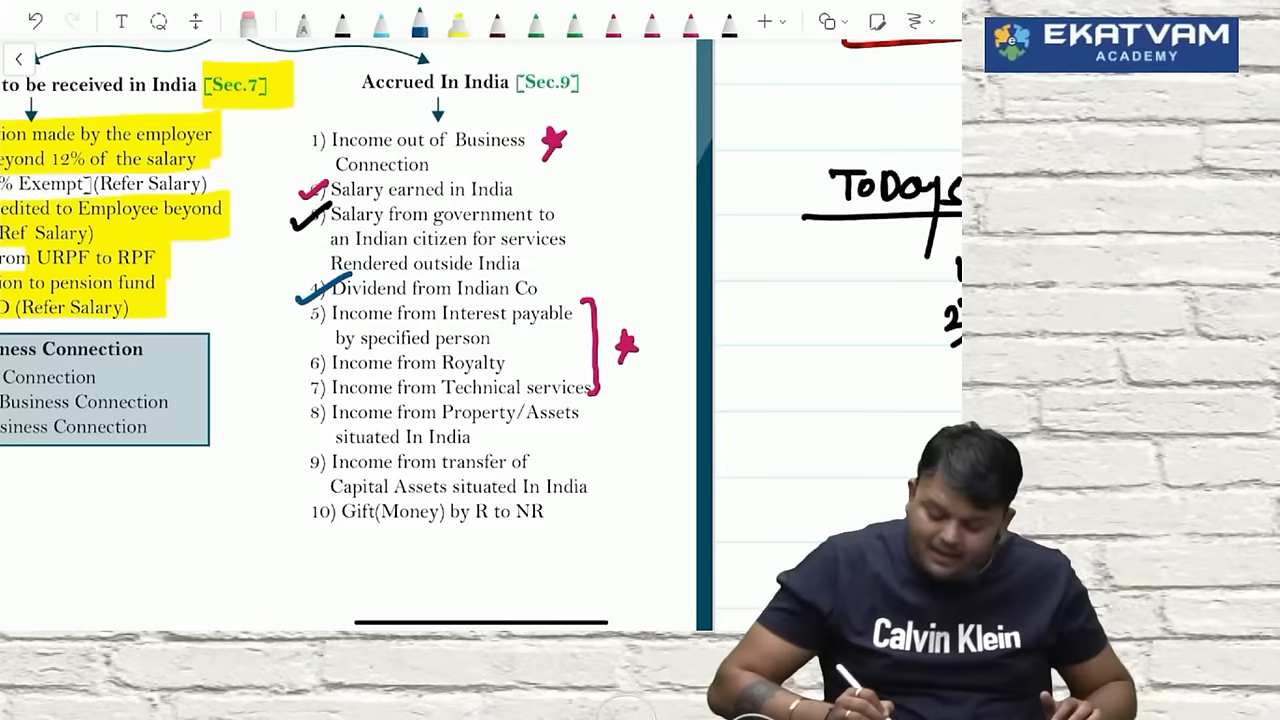 to be received in India [Sec.7]
tion made by the employer
eyond 12% of the salary
% Exempt](Refer Salary)
edited to Employee beyond
Ref Salary)
rom URPF to RPF
ion to pension fund
D (Refer Salary)
ness Connection
Connection
Business Connection
siness Connection
Accrued In India [Sec.9]
1) Income out of Business
Connection
Salary earned in India
Salary from government to
an Indian citizen for services
Rendered outside India
4) Dividend from Indian Co
5) Income from Interest payable
by specified person
6) Income from Royalty
7) Income from Technical services
8) Income from Property/Assets
situated In India
9) Income from transfer of
Capital Assets situated In India
10) Gift(Money) by R to NR
ToDays
2
EKATVAM
ACADEMY
Calvin Klein